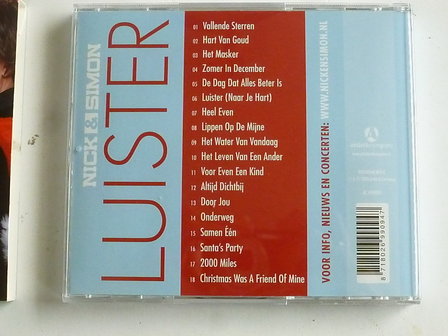 NICK & SIMON
LUISTER
01 Vallende Sterren
02 Hart Van Goud
03 Het Masker
04 Zomer In December
05 De Dag Dat Alles Beter Is
06 Luister (Naar Je Hart)
07 Heel Even
08 Lippen Op De Mijne
09 Het Water Van Vandaag
10 Het Leven Van Een Ander
11 Voor Even Een Kind
12 Altijd Dichtbij
13 Door Jou
14 Onderweg
15 Samen Één
16 Santa's Party
17 2000 Miles
18 Christmas Was A Friend Of Mine
VOOR INFO, NIEUWS EN CONCERTEN: WWW.NICKENSIMON.NL
8 718026 990947